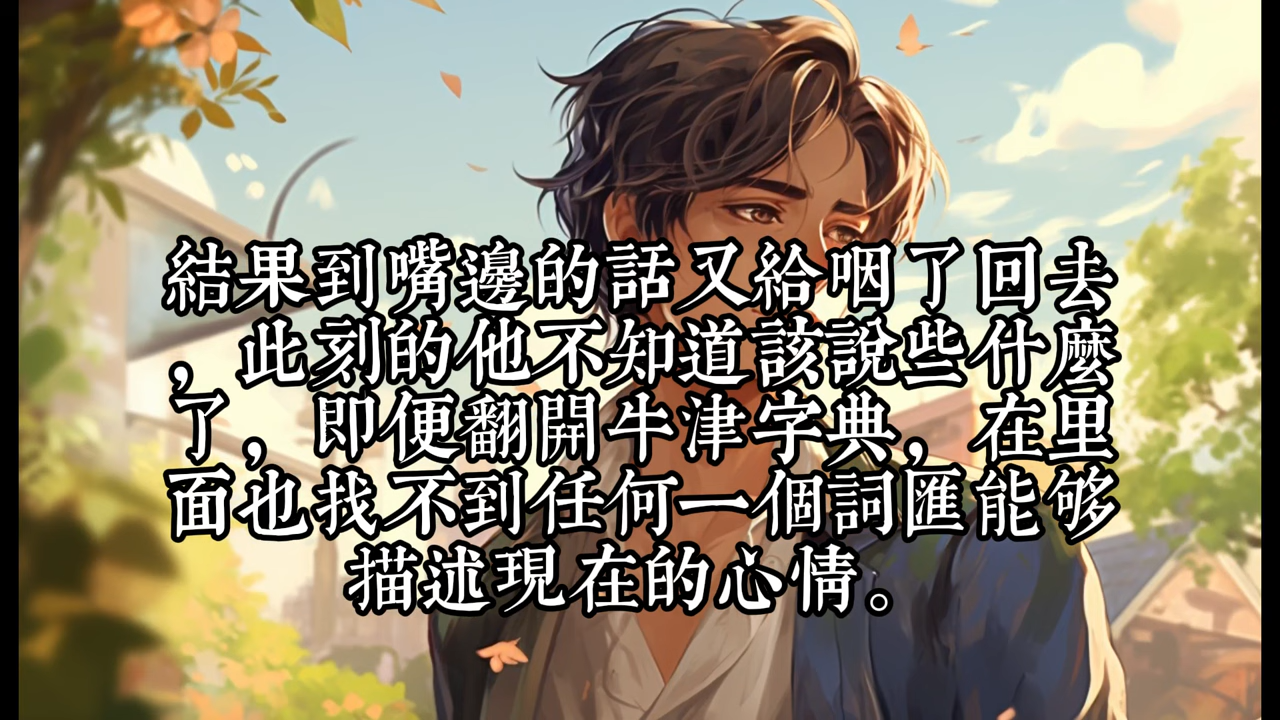 結果到嘴邊的話又給咽了回去
，此刻的他不知道該說些什麼
了，即便翻開牛津字典，在里
面也找不到任何一個詞匯能够
描述現在的心情。